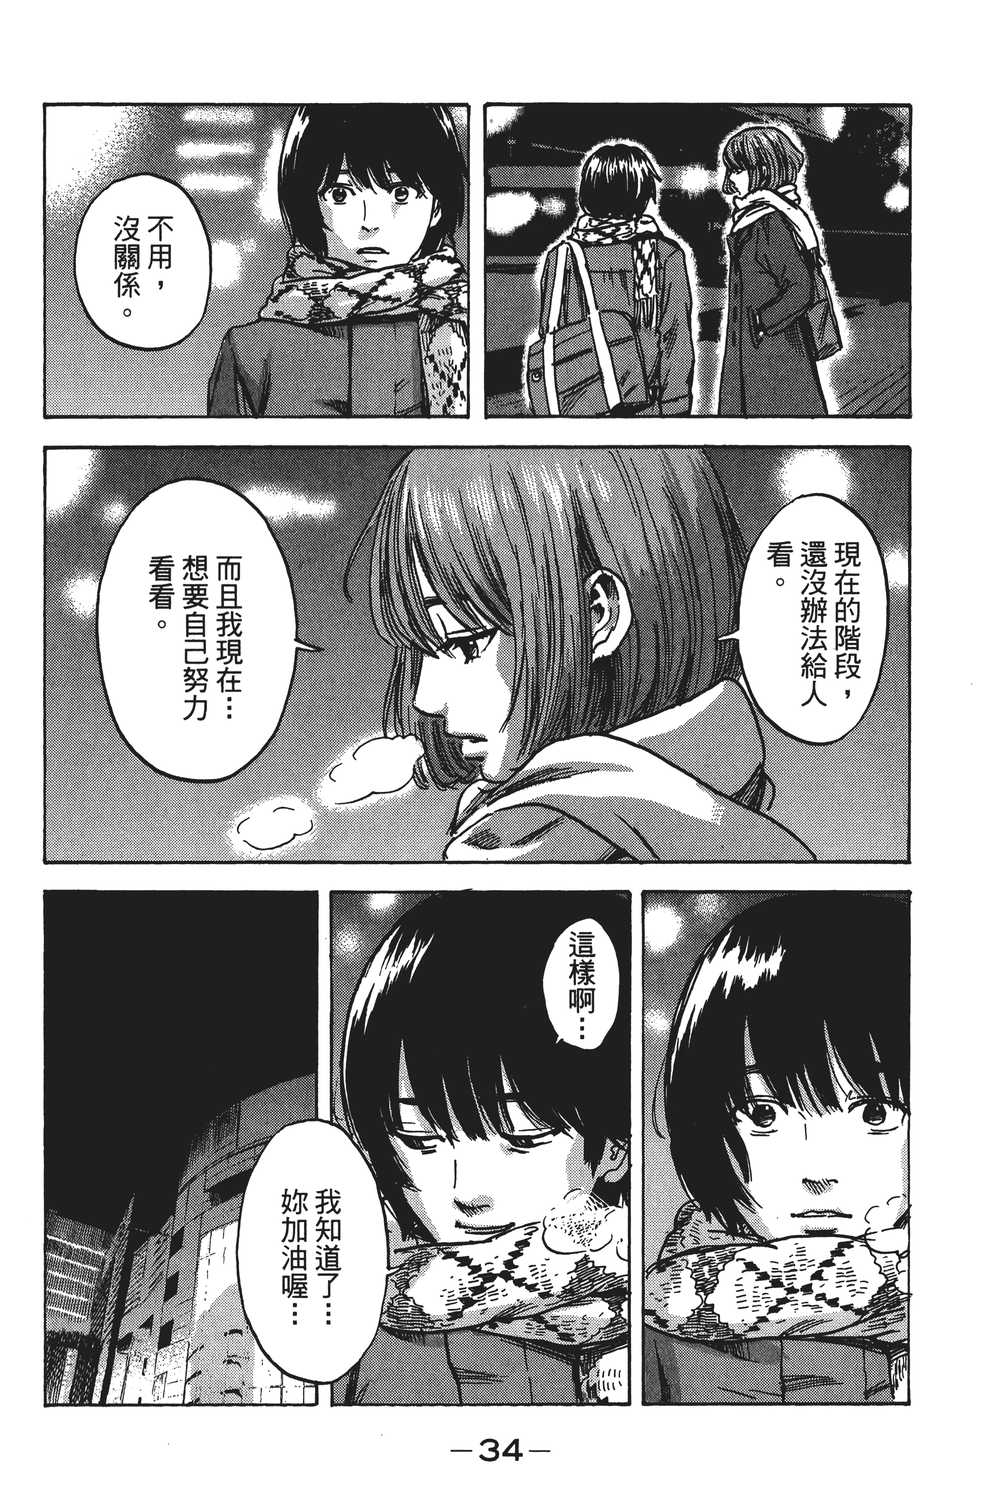 不用，
沒關係。
現在的階段，
還沒辦法給人
看。
而且我現在…
想要自己努力
看看。
這樣啊…
我知道了…
妳加油喔…
—34—